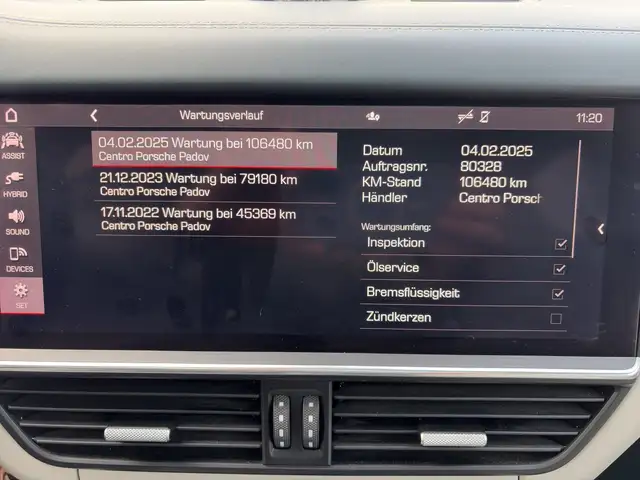 Wartungsverlauf
11:20
ASSIST
HYBRID
SOUND
DEVICES
SET
04.02.2025 Wartung bei 106480 km
Centro Porsche Padov
21.12.2023 Wartung bei 79180 km
Centro Porsche Padov
17.11.2022 Wartung bei 45369 km
Centro Porsche Padov
Datum 04.02.2025
Auftragsnr. 80328
KM-Stand 106480 km
Händler Centro Porscl
Wartungsumfang:
Inspektion
Ölservice
Bremsflüssigkeit
Zündkerzen